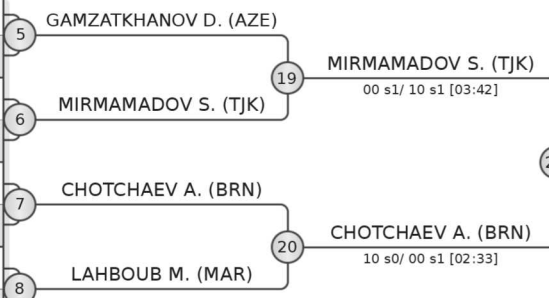 GAMZATKHANOV D. (AZE)
5
19
MIRMAMADOV S. (TJK)
00 s1/ 10 s1 [03:42]
MIRMAMADOV S. (TJK)
6
CHOTCHAEV A. (BRN)
7
20
CHOTCHAEV A. (BRN)
10 s0/ 00 s1 [02:33]
LAHBOUB M. (MAR)
8